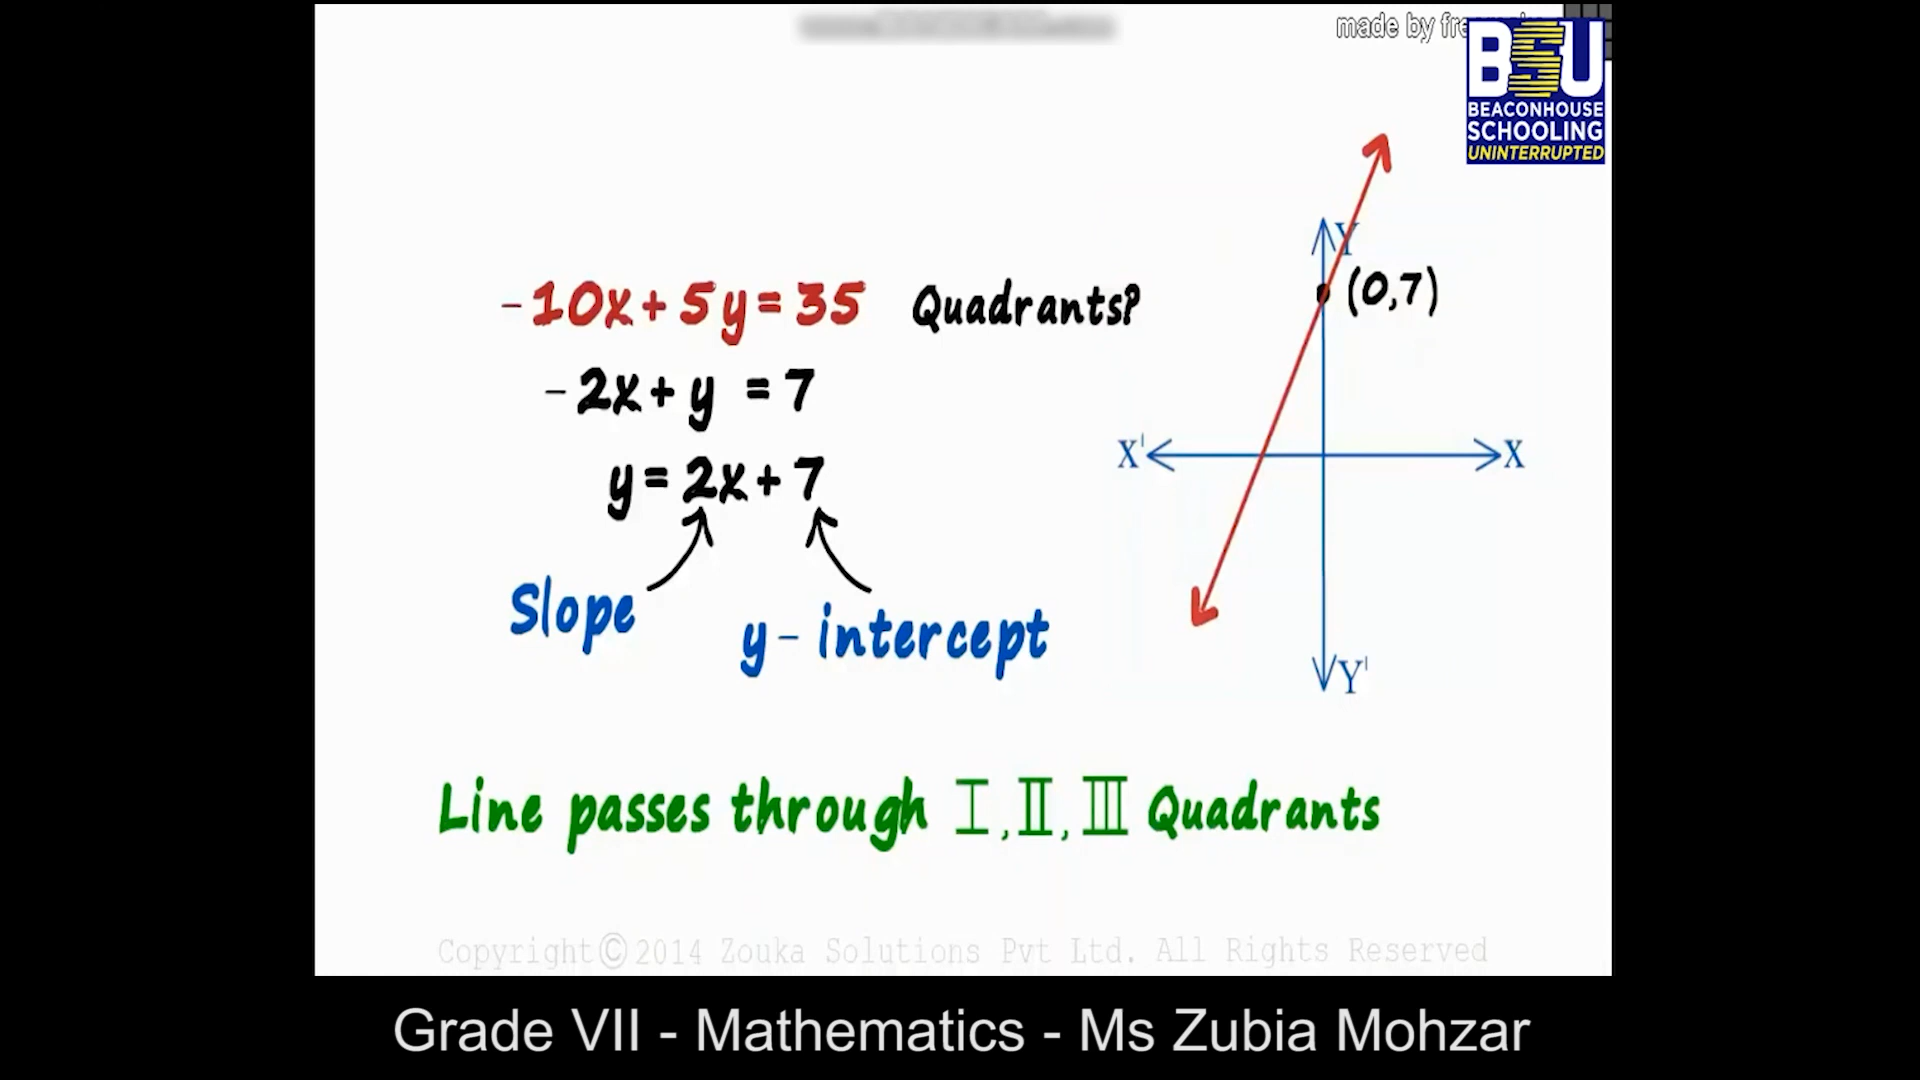 made by
BSU
BEACONHOUSE
SCHOOLING
UNINTERRUPTED
Y
-10x + 5y = 35 Quadrants?
(0,7)
-2x + y = 7
X' X
y = 2x + 7
Slope
y - intercept
Y'
Line passes through I, II, III Quadrants
Copyright © 2014 Zouka Solutions Pvt Ltd. All Rights Reserved
Grade VII - Mathematics - Ms Zubia Mohzar